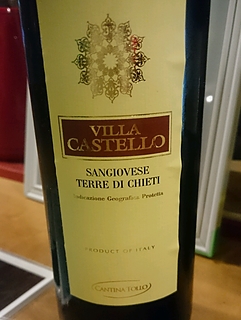 VILLA
CASTELLO
SANGIOVESE
TERRE DI CHIETI
Indicazione Geografica Protetta
PRODUCT OF ITALY
CANTINA TOLLO